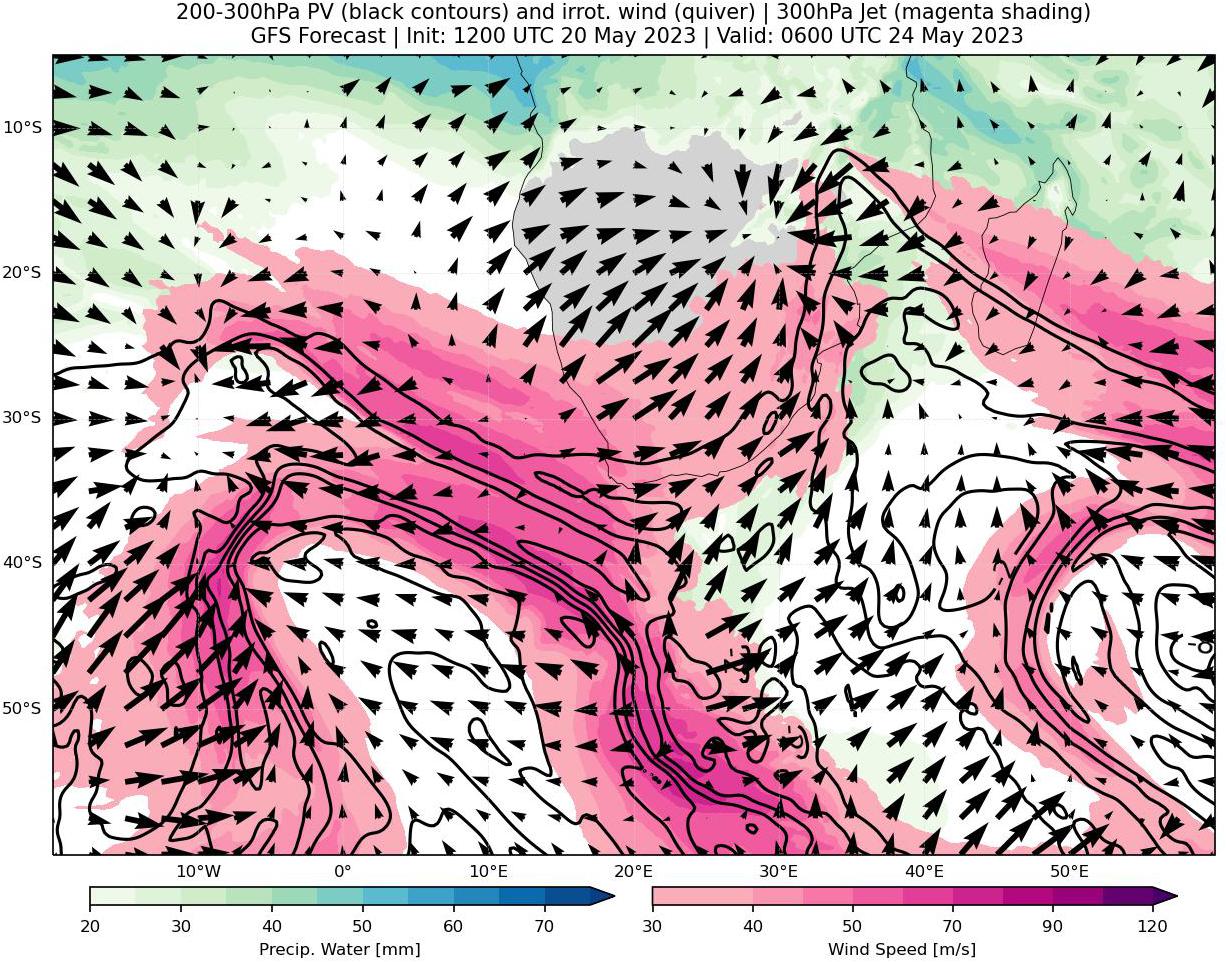 200-300hPa PV (black contours) and irrot. wind (quiver) | 300hPa Jet (magenta shading)
GFS Forecast | Init: 1200 UTC 20 May 2023 | Valid: 0600 UTC 24 May 2023
10°S
20°S
30°S
40°S
50°S
10°W 0° 10°E 20°E 30°E 40°E 50°E
20 30 40 50 60 70
Precip. Water [mm]
30 40 50 70 90 120
Wind Speed [m/s]